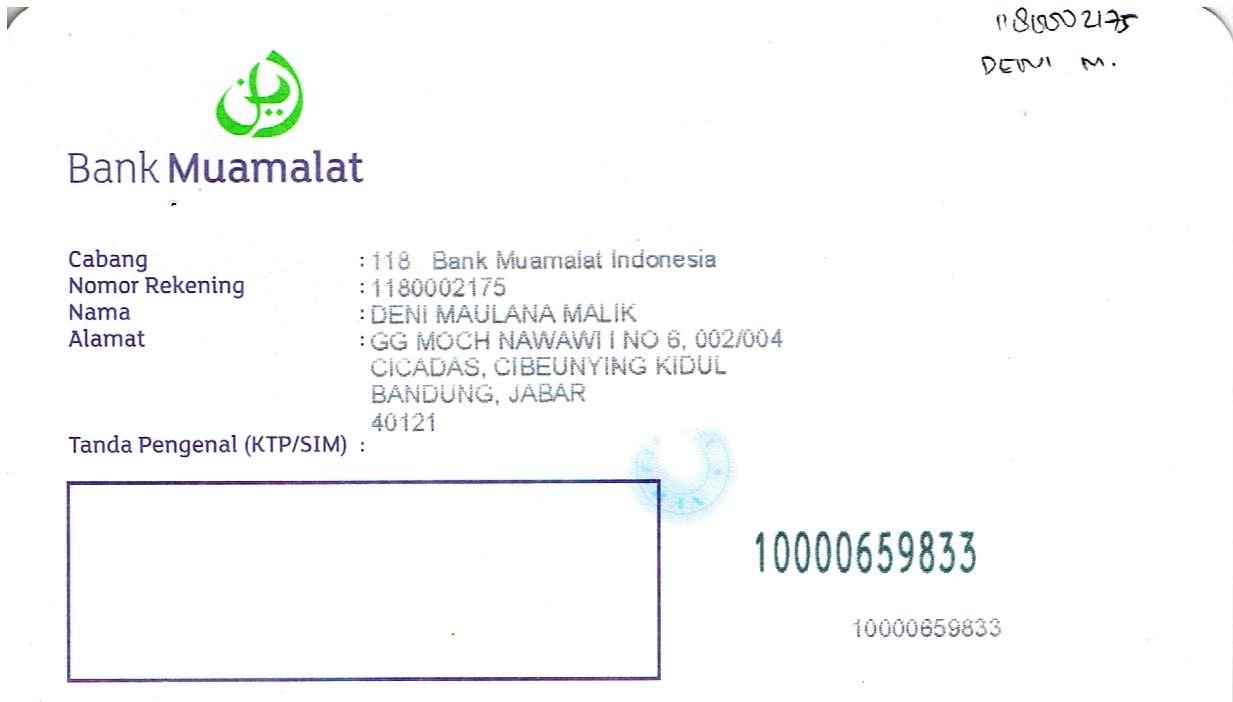 1180002175
DENI M.
Bank Muamalat
Cabang : 118 Bank Muamalat Indonesia
Nomor Rekening : 1180002175
Nama : DENI MAULANA MALIK
Alamat : GG MOCH NAWAWI I NO 6, 002/004
CICADAS, CIBEUNYING KIDUL
BANDUNG, JABAR
40121
Tanda Pengenal (KTP/SIM) :
10000659833
10000659833